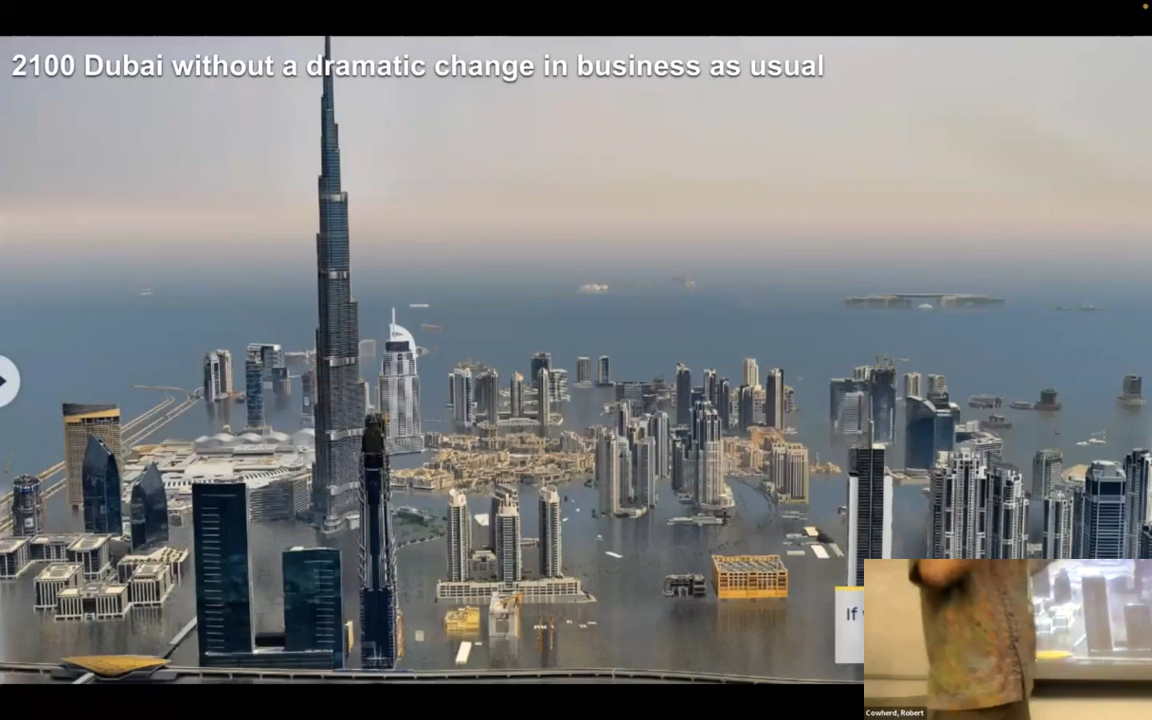 2100 Dubai without a dramatic change in business as usual
If
Cowherd, Robert